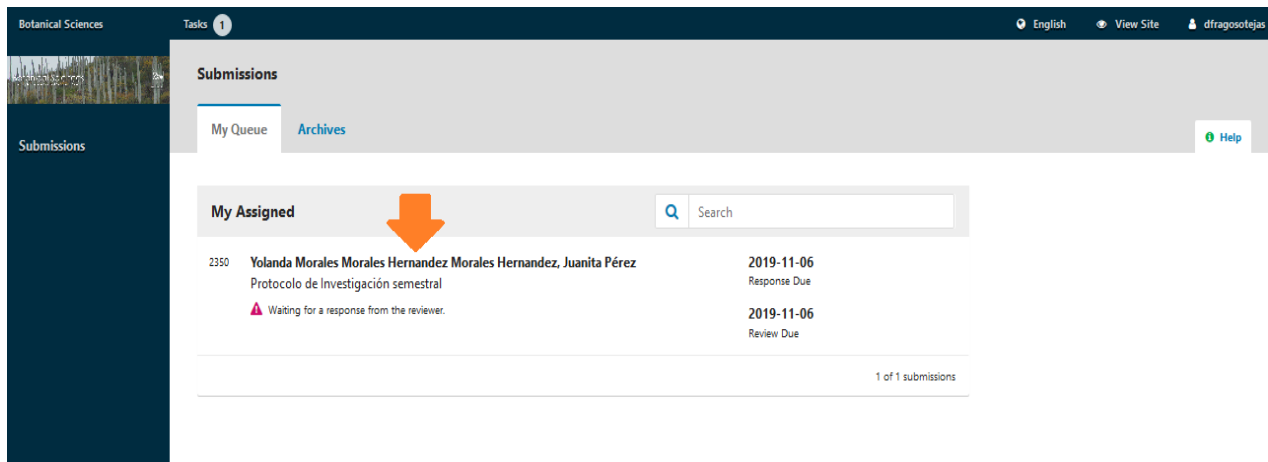 Botanical Sciences
Tasks 1
English
View Site
dfragosotejas
Submissions
My Queue
Archives
Help
Submissions
My Assigned
Search
2350 Yolanda Morales Morales Hernandez Morales Hernandez, Juanita Pérez
2019-11-06
Protocolo de Investigación semestral
Response Due
Waiting for a response from the reviewer.
2019-11-06
Review Due
1 of 1 submissions